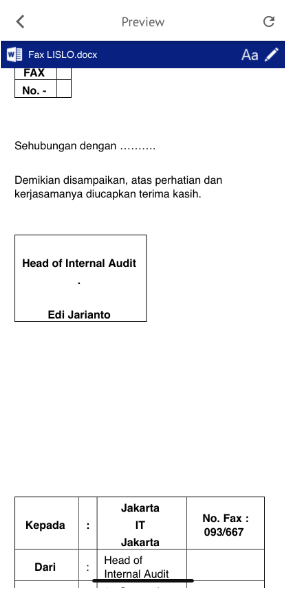 Preview
Fax LISLO.docx
Aa
FAX
No. -
Sehubungan dengan ..........
Demikian disampaikan, atas perhatian dan
kerjasamanya diucapkan terima kasih.
Head of Internal Audit
.
Edi Jarianto
Kepada : Jakarta
IT
Jakarta
No. Fax :
093/667
Dari : Head of
Internal Audit